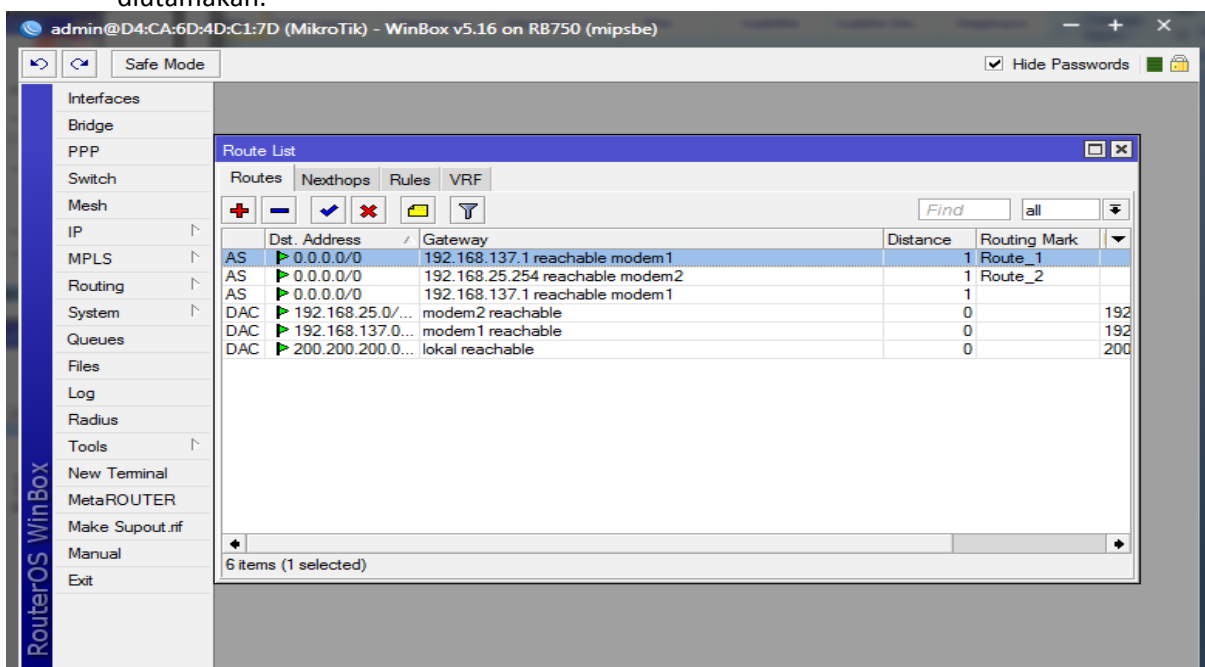 diutamakan.
admin@D4:CA:6D:4D:C1:7D (MikroTik) - WinBox v5.16 on RB750 (mipsbe)
Safe Mode
Hide Passwords
Interfaces
Bridge
PPP
Switch
Mesh
IP
MPLS
Routing
System
Queues
Files
Log
Radius
Tools
New Terminal
MetaROUTER
Make Supout.rif
Manual
Exit
RouterOS WinBox
Route List
Routes Nexthops Rules VRF
Find all
Dst. Address Gateway Distance Routing Mark
AS 0.0.0.0/0 192.168.137.1 reachable modem1 1 Route_1
AS 0.0.0.0/0 192.168.25.254 reachable modem2 1 Route_2
AS 0.0.0.0/0 192.168.137.1 reachable modem1 1
DAC 192.168.25.0/... modem2 reachable 0 192
DAC 192.168.137.0... modem1 reachable 0 192
DAC 200.200.200.0... lokal reachable 0 200
6 items (1 selected)